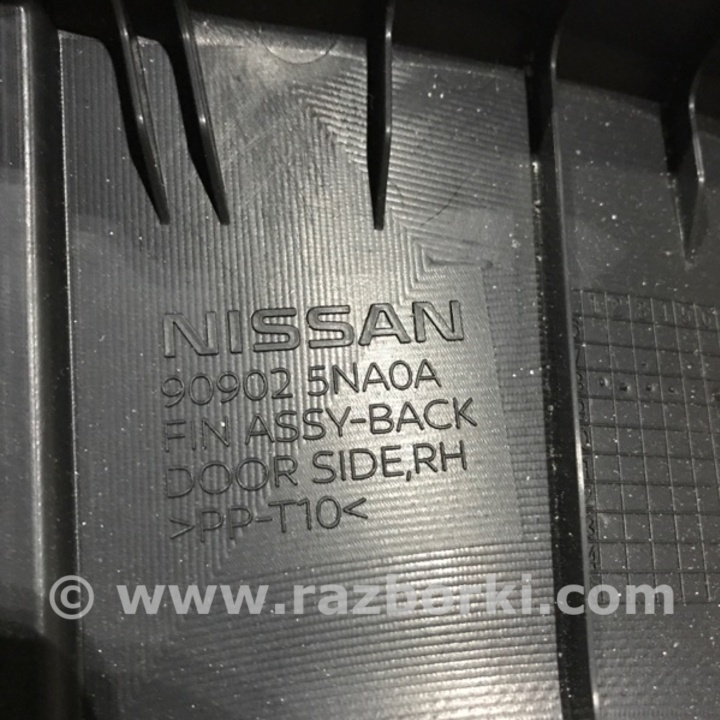 NISSAN
90902 5NA0A
FIN ASSY-BACK
DOOR SIDE,RH
>PP-T10<
© www.razborki.com